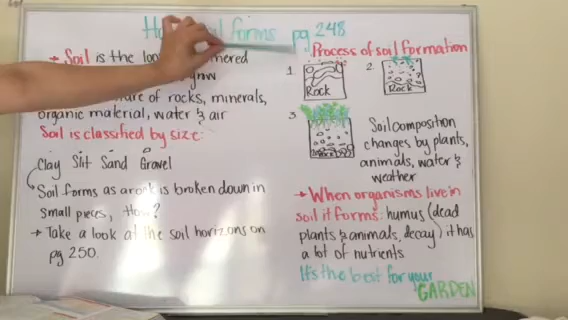 Soil forms pg 248
→ Soil is the
of rocks, minerals,
organic material, water & air
Soil is classified by size:
Clay Silt Sand Gravel
Soil forms as a rock is broken down in
small pieces, How?
→ Take a look at the soil horizons on
pg 250.
Process of soil formation
1.
Rock
2.
Rock
3.
Soil composition
changes by plants,
animals, water &
weather
→ When organisms live in
soil it forms: humus (dead
plants & animals, decay) it has
a lot of nutrients
It's the best for your
GARDEN